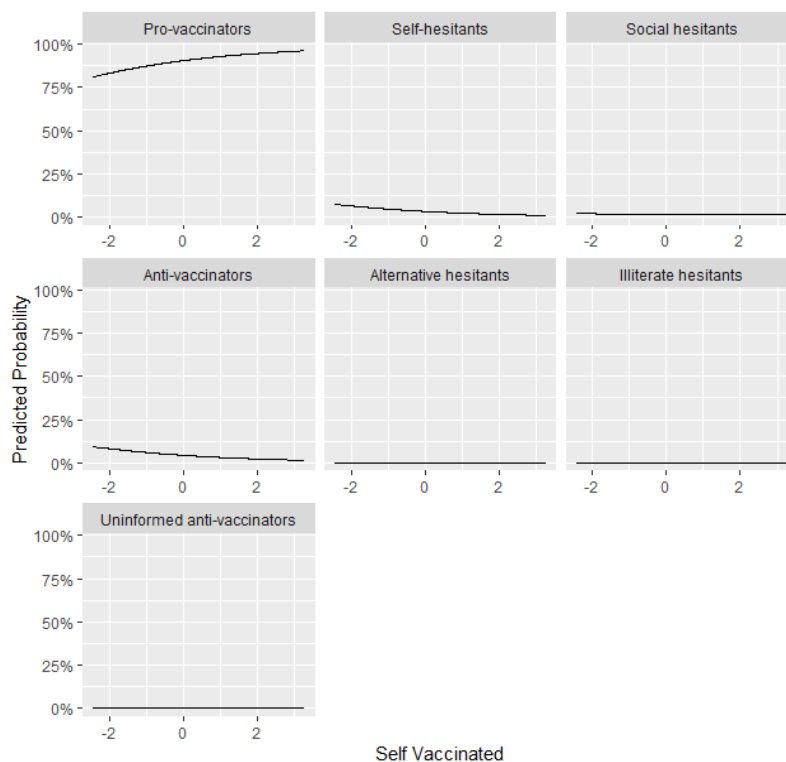 Pro-vaccinators Self-hesitants Social hesitants
100%
75%
50%
25%
0%
-2 0 2 -2 0 2 -2 0 2
Anti-vaccinators Alternative hesitants Illiterate hesitants
100%
75%
50%
25%
0%
-2 0 2 -2 0 2 -2 0 2
Uninformed anti-vaccinators
100%
75%
50%
25%
0%
-2 0 2
Predicted Probability
Self Vaccinated